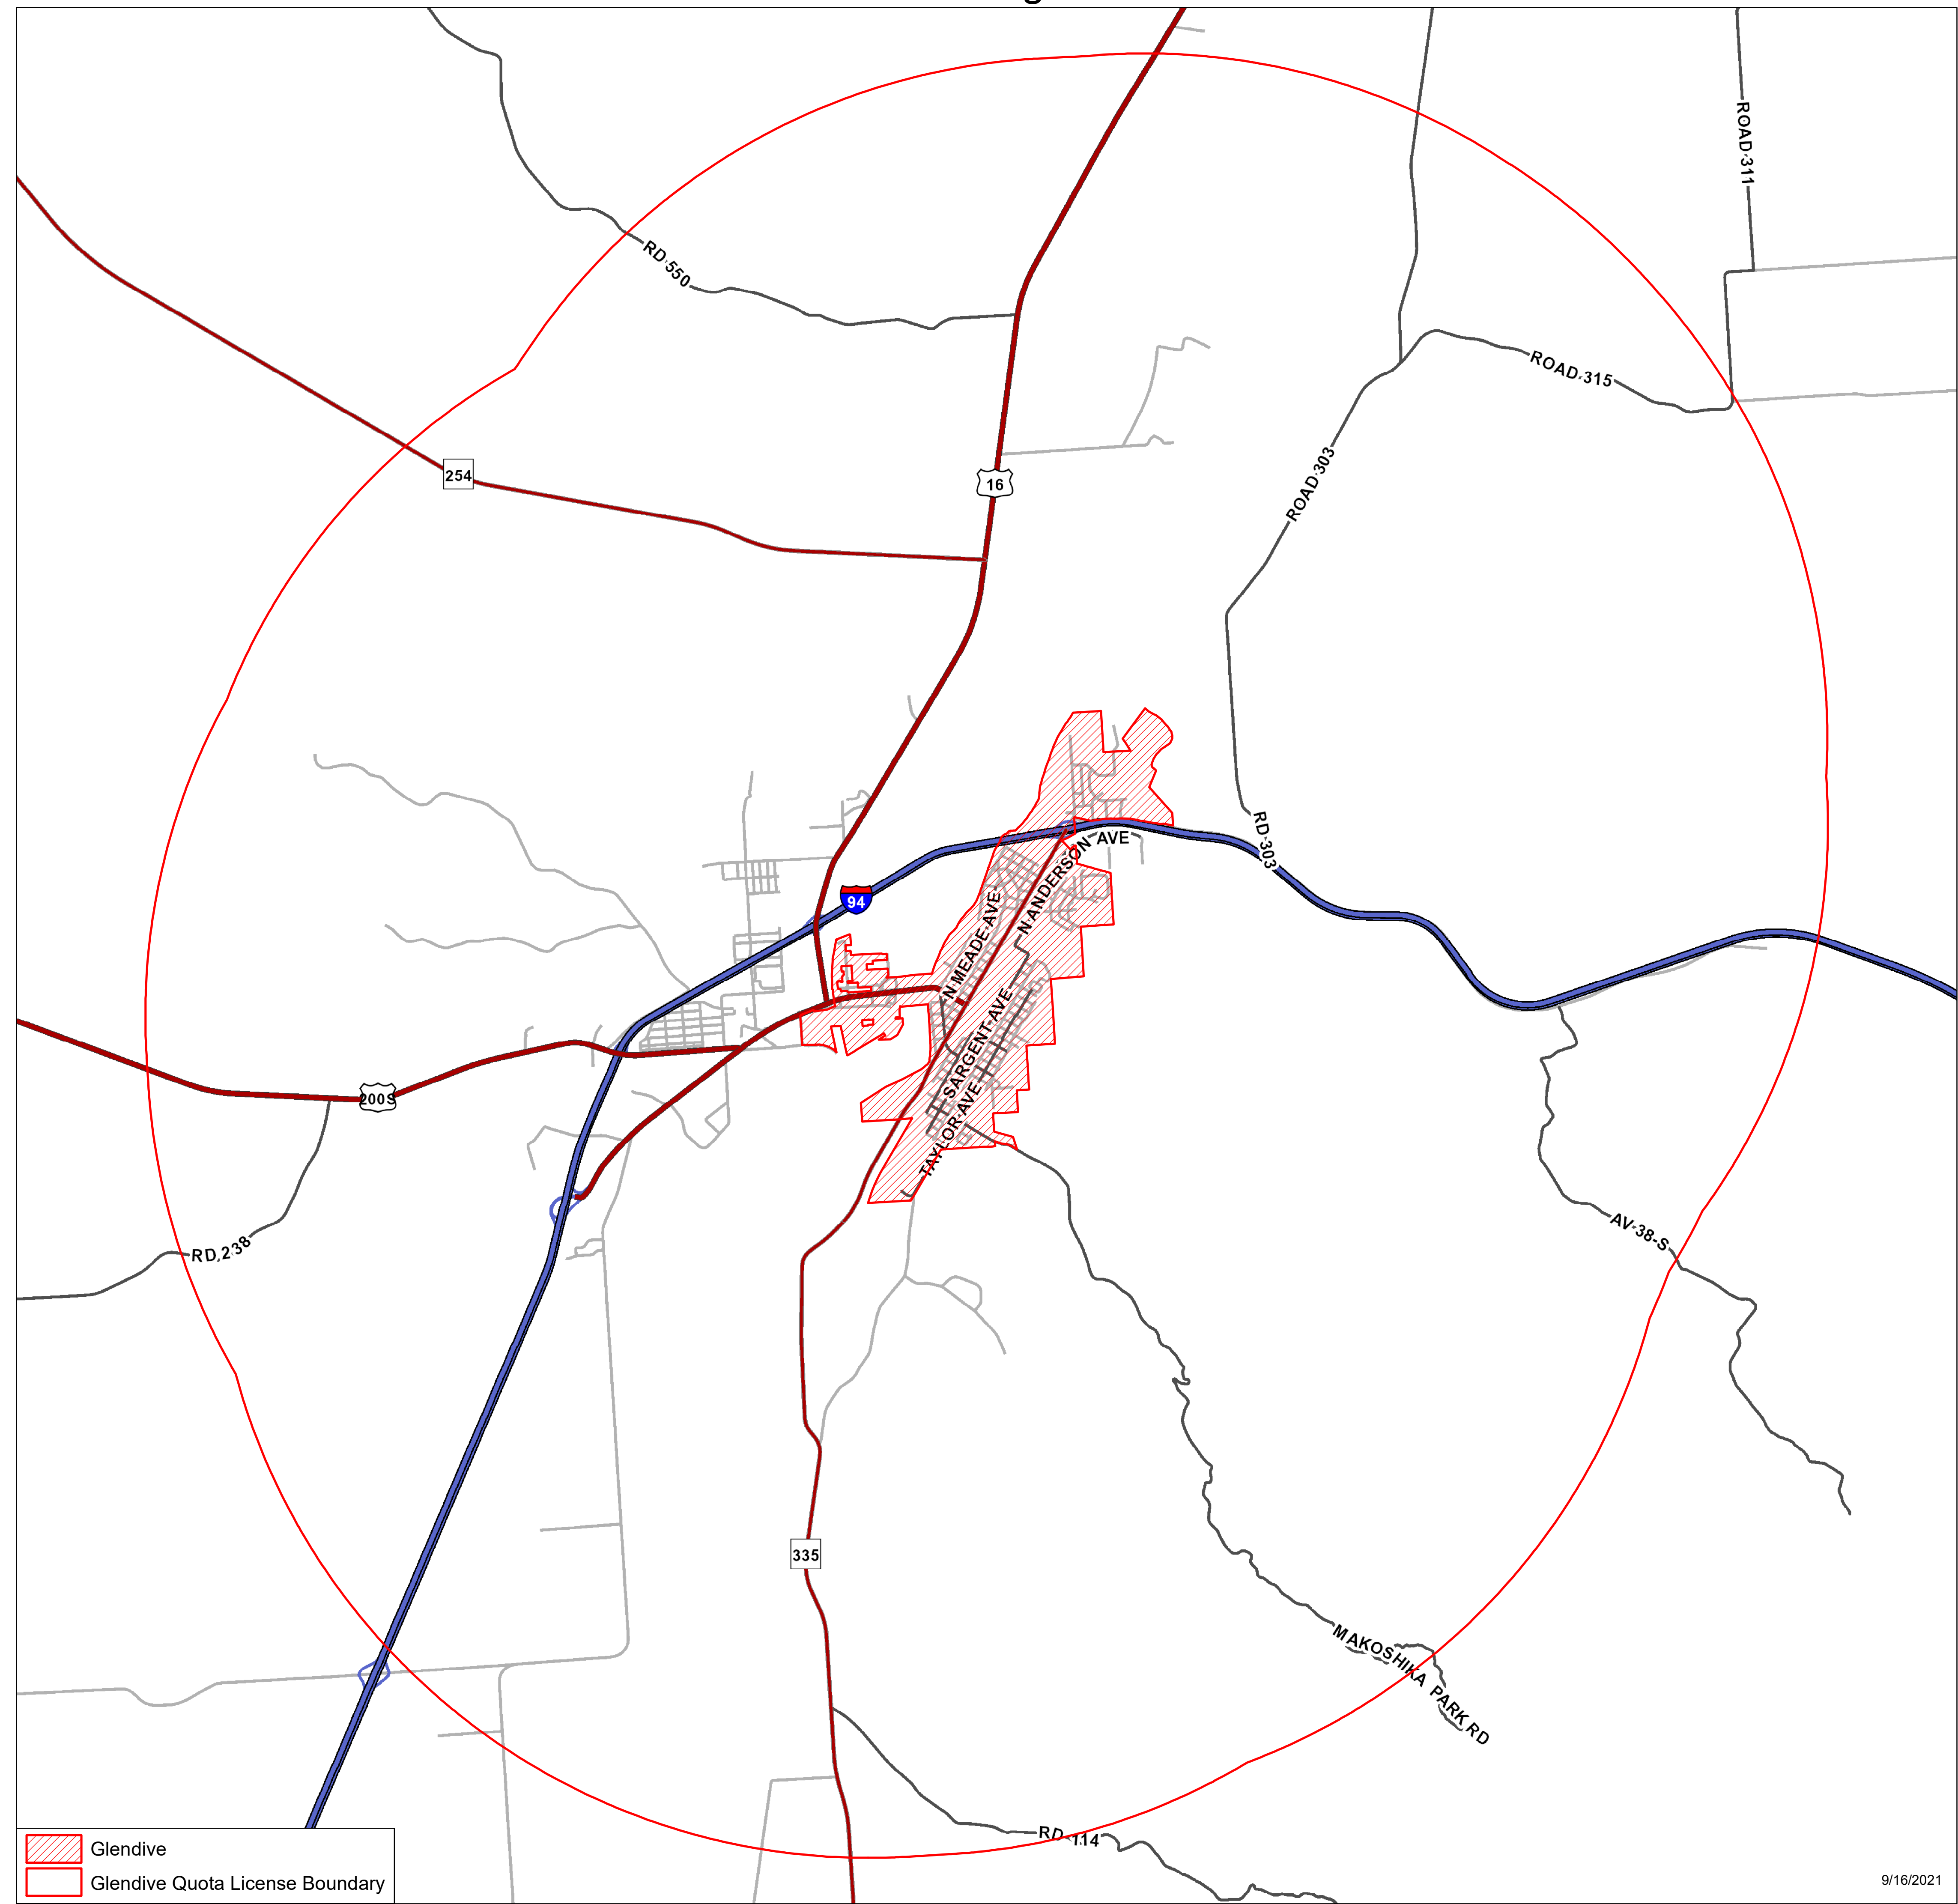 ROAD 311
RD 550
ROAD 315
254
16
ROAD 303
RD 303
AVE
N ANDERSON
94
N MEADE AVE
SARGENT AVE
200S
TAYLOR AVE
RD 238
AV 38-S
335
MAKOSHIKA PARK RD
RD 114
Glendive
Glendive Quota License Boundary
9/16/2021